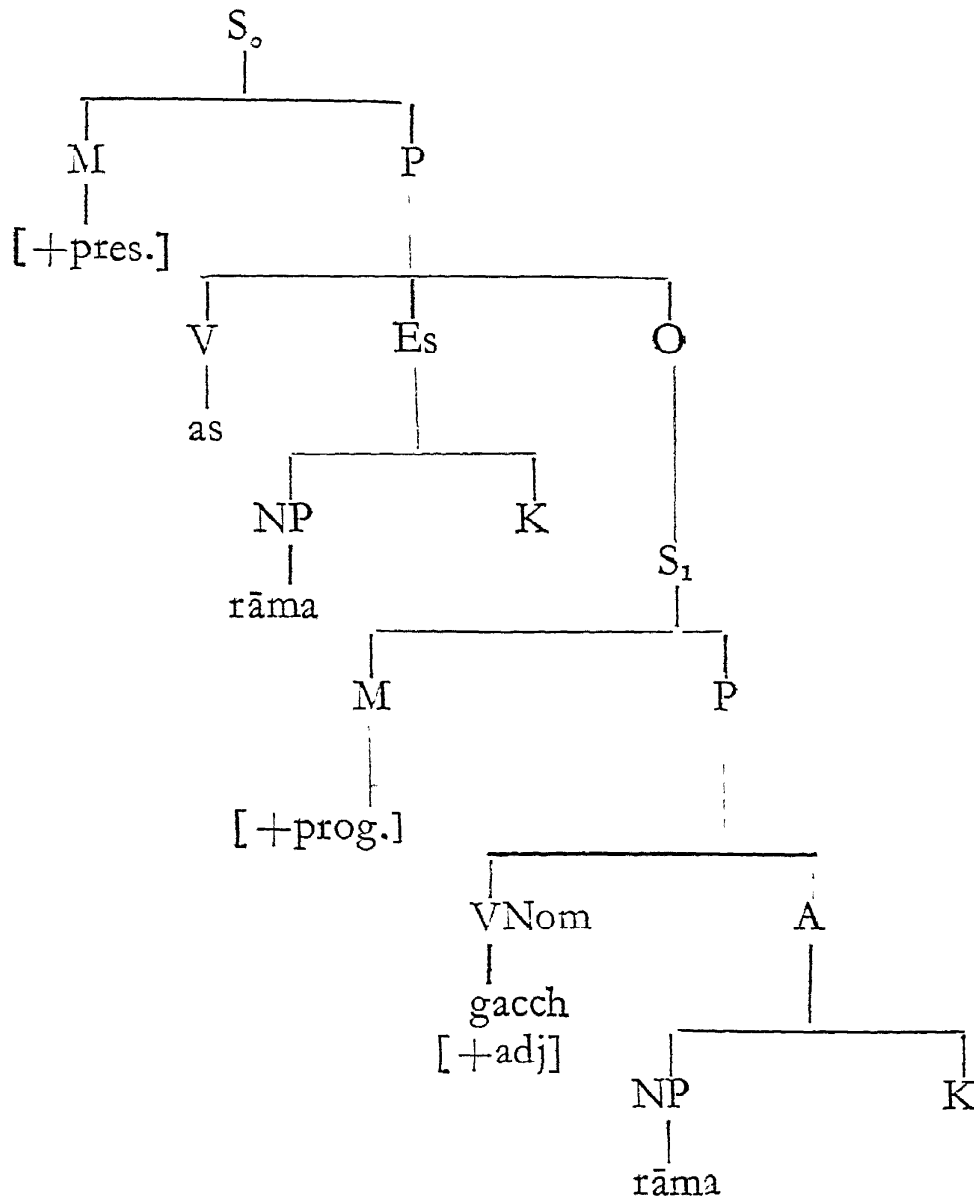 S₀
M P
[+pres.]
V Es O
as
NP K
S₁
rāma
M P
[+prog.]
VNom A
gacch
[+adj]
NP K
rāma